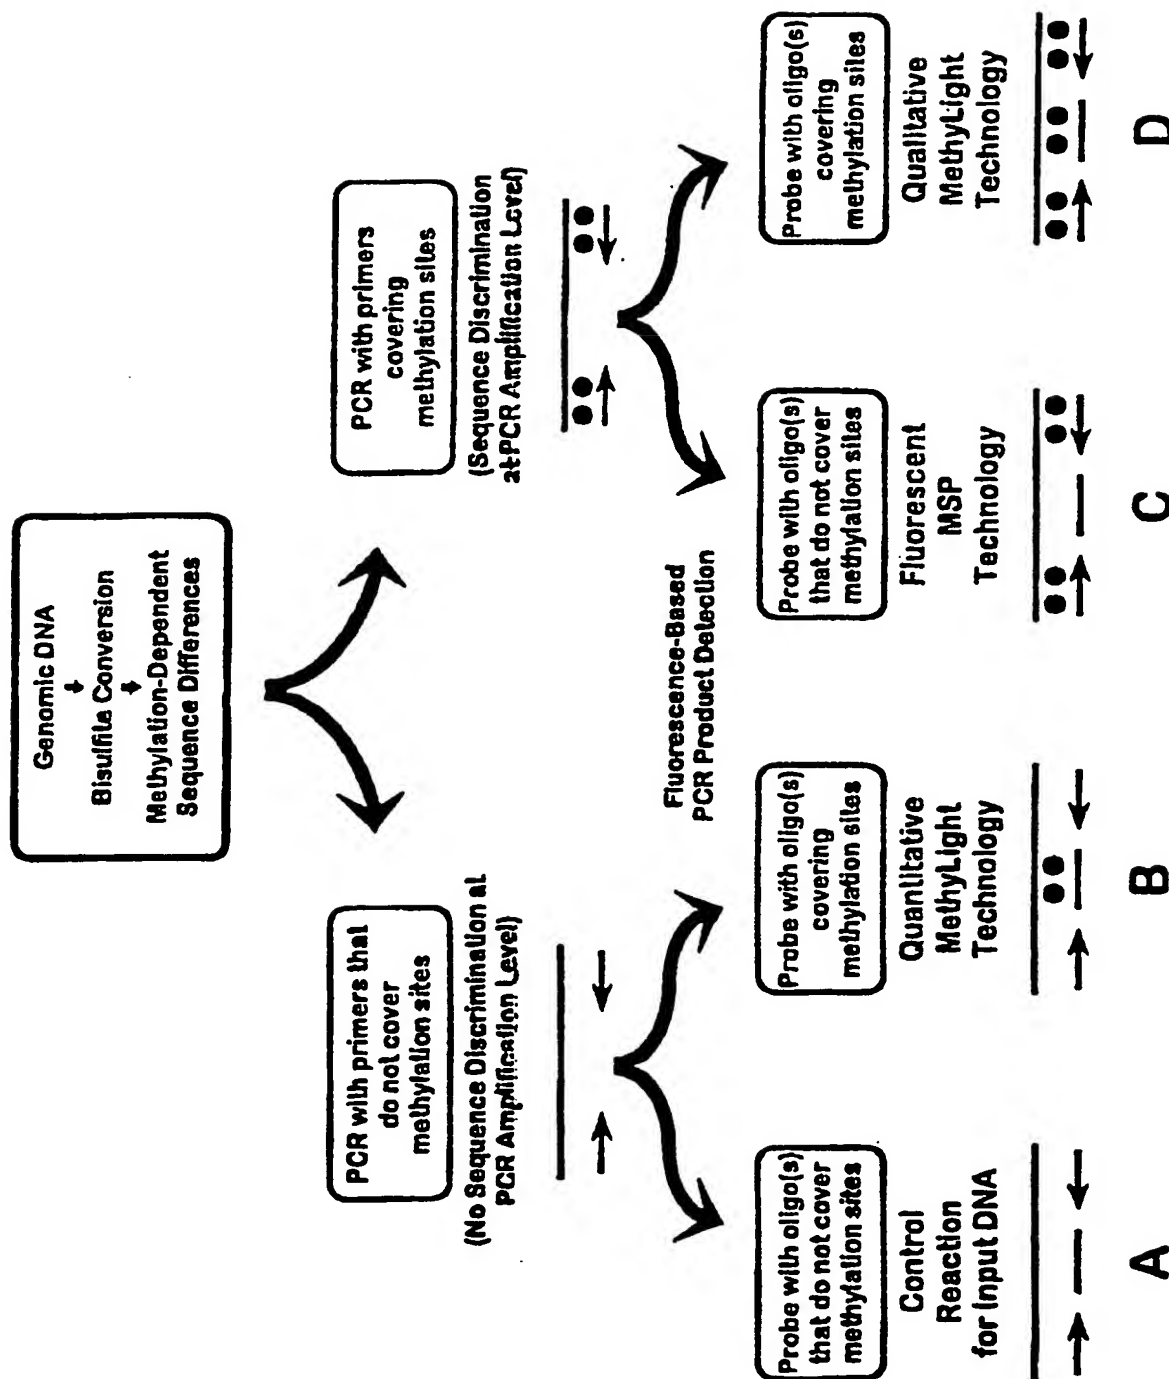 Genomic DNA
Bisulfite Conversion
Methylation-Dependent
Sequence Differences
PCR with primers that
do not cover
methylation sites
(No Sequence Discrimination at
PCR Amplification Level)
PCR with primers
covering
methylation sites
(Sequence Discrimination
at PCR Amplification Level)
Fluorescence-Based
PCR Product Detection
Probe with oligo(s)
that do not cover
methylation sites
Control
Reaction
for Input DNA
A
Probe with oligo(s)
covering
methylation sites
Quantitative
MethyLight
Technology
B
Probe with oligo(s)
that do not cover
methylation sites
Fluorescent
MSP
Technology
C
Probe with oligo(s)
covering
methylation sites
Qualitative
MethyLight
Technology
D